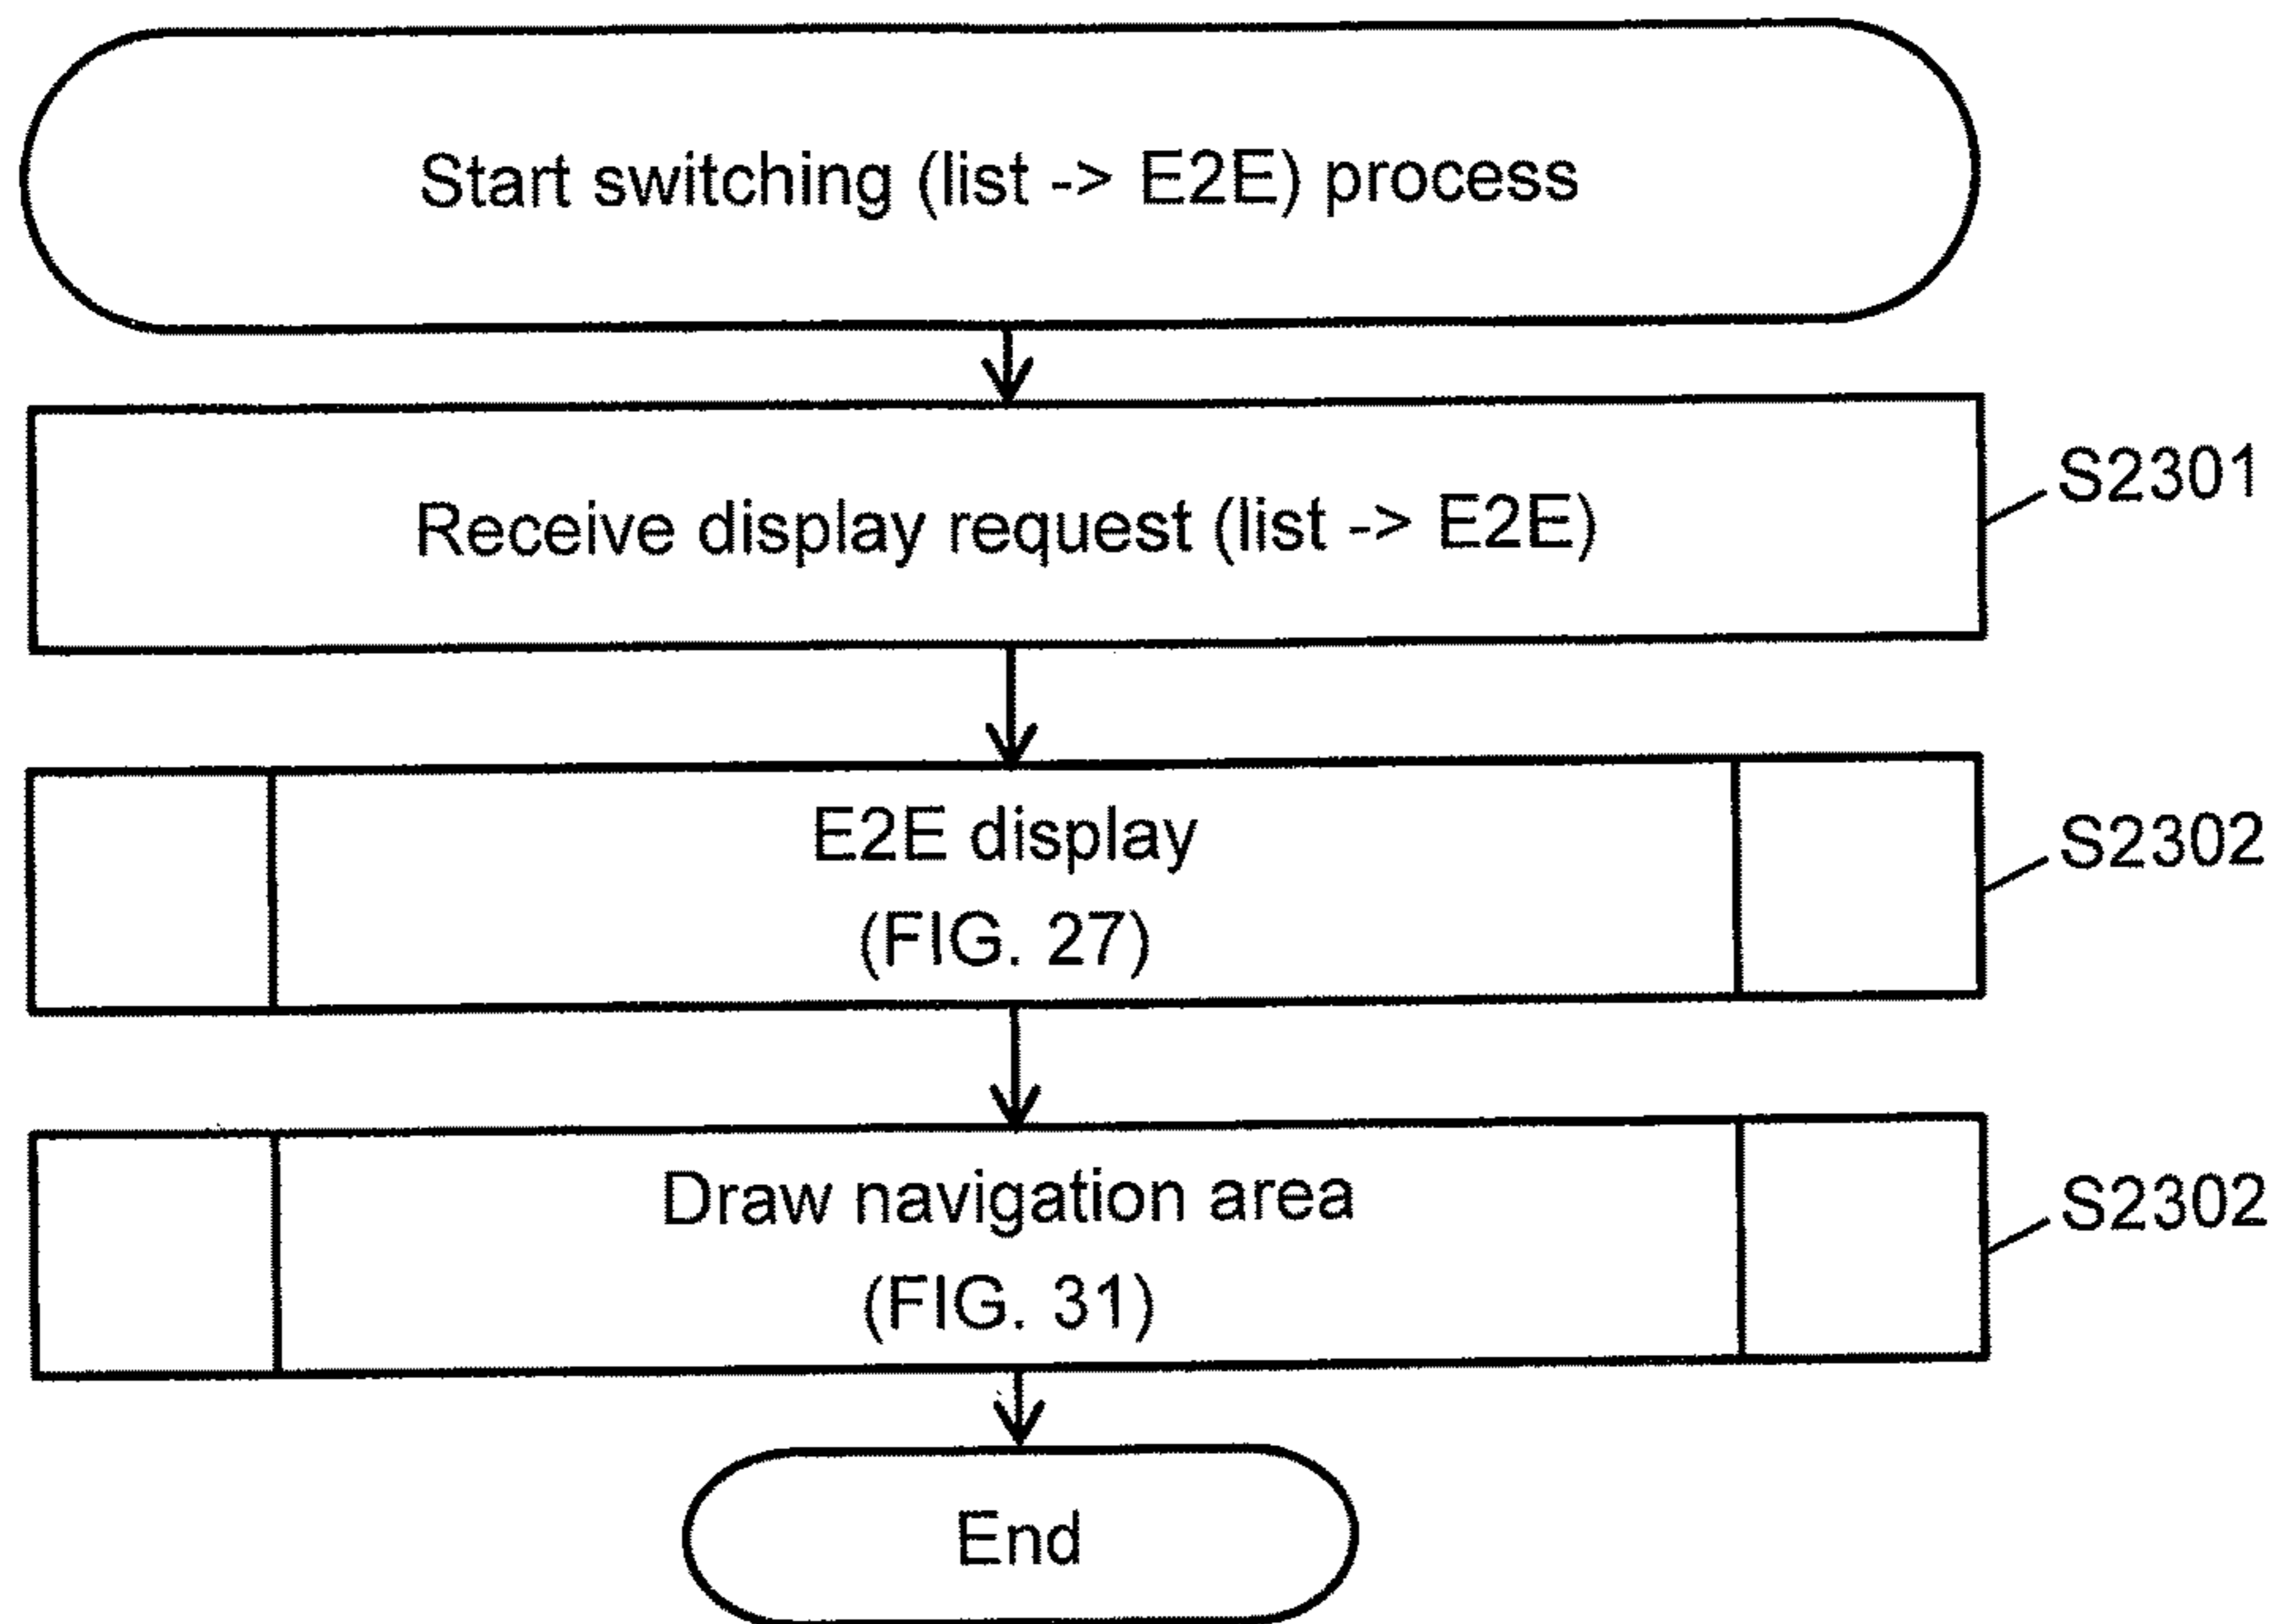 Start switching (list -> E2E) process
Receive display request (list -> E2E)
S2301
E2E display
(FIG. 27)
S2302
Draw navigation area
(FIG. 31)
S2302
End